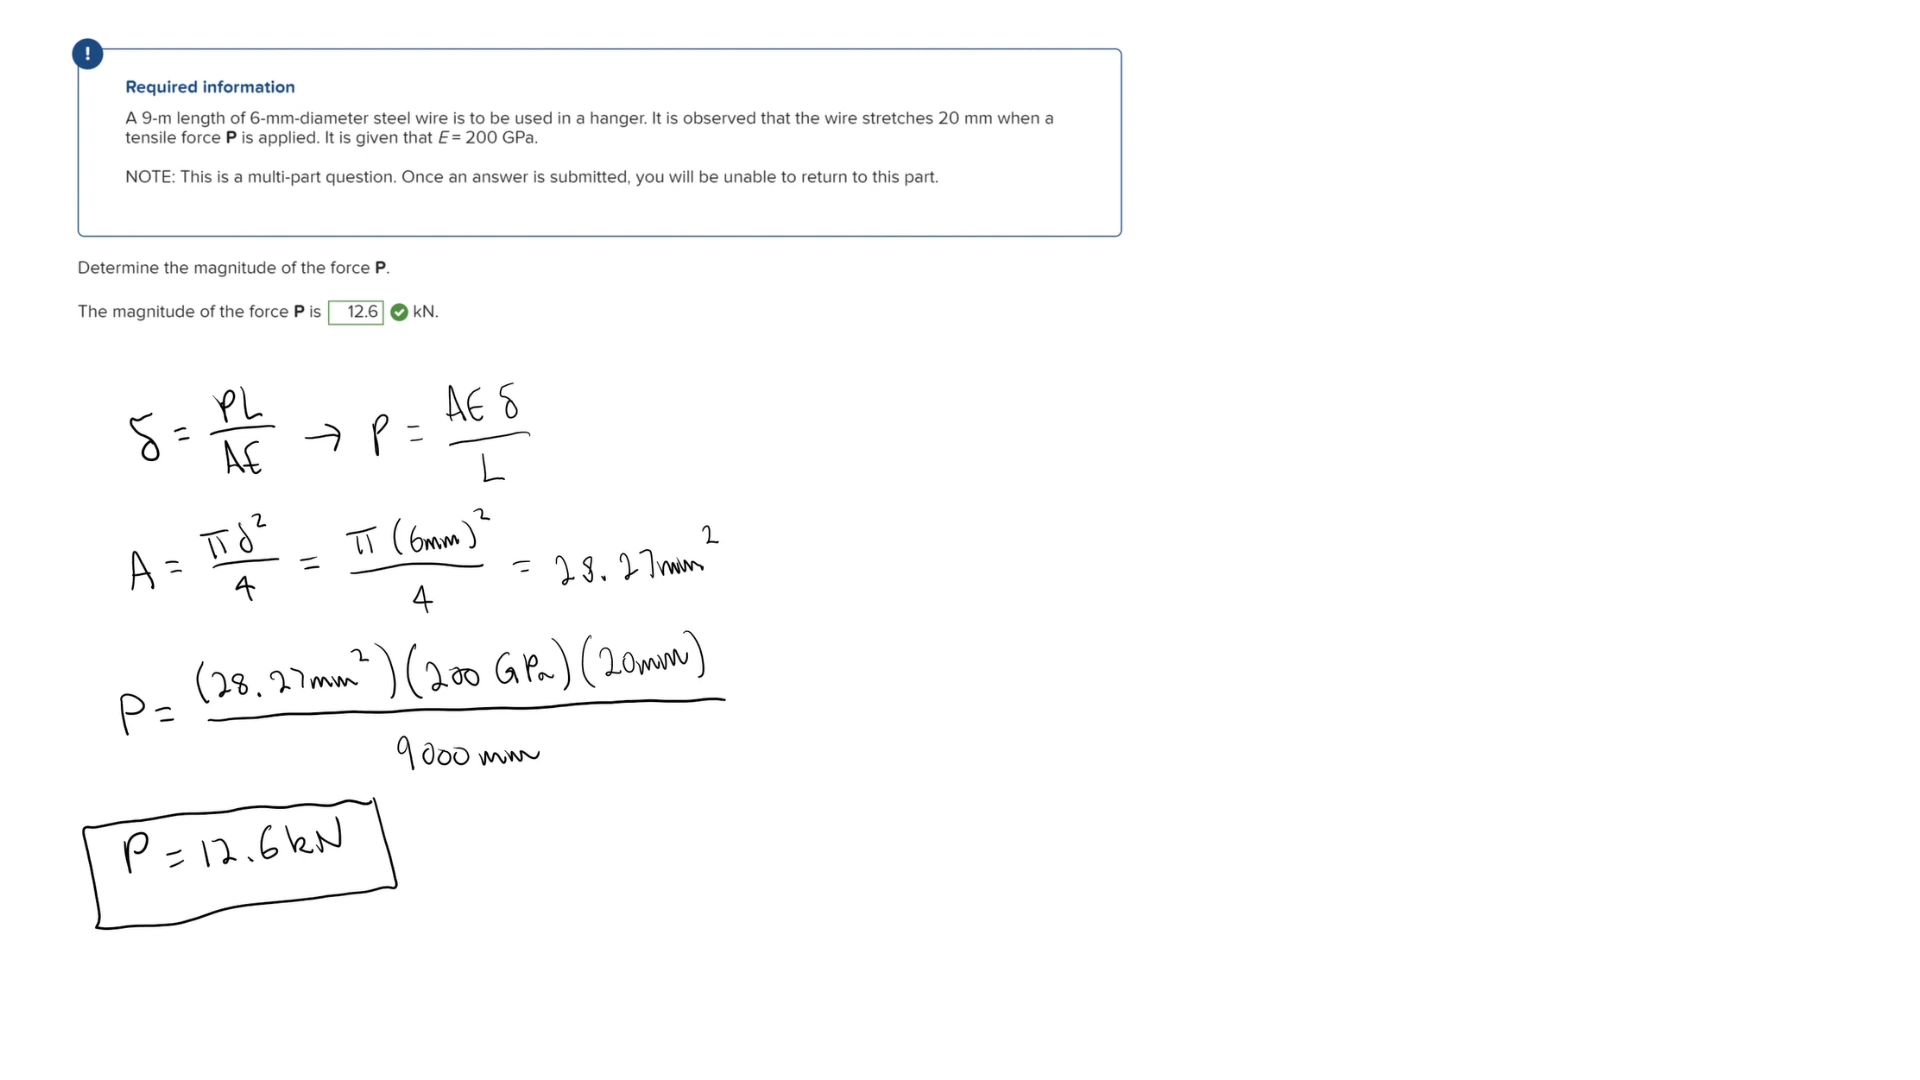 !
Required information
A 9-m length of 6-mm-diameter steel wire is to be used in a hanger. It is observed that the wire stretches 20 mm when a
tensile force P is applied. It is given that E = 200 GPa.
NOTE: This is a multi-part question. Once an answer is submitted, you will be unable to return to this part.
Determine the magnitude of the force P.
The magnitude of the force P is 12.6 kN.
δ = PL/AE → P = AEδ/L
A = πd²/4 = π(6mm)²/4 = 28.27mm²
P = (28.27mm²)(200 GPa)(20mm)/9000mm
P = 12.6kN